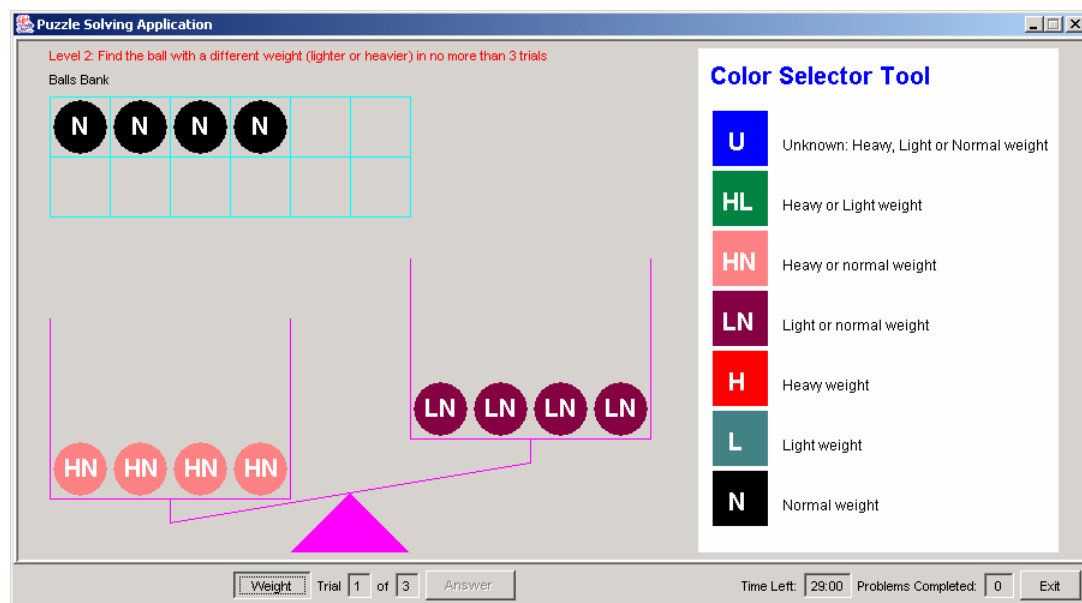 Puzzle Solving Application
Level 2: Find the ball with a different weight (lighter or heavier) in no more than 3 trials
Balls Bank
N N N N
LN LN LN LN
HN HN HN HN
Color Selector Tool
U Unknown: Heavy, Light or Normal weight
HL Heavy or Light weight
HN Heavy or normal weight
LN Light or normal weight
H Heavy weight
L Light weight
N Normal weight
Weight Trial 1 of 3 Answer Time Left: 29:00 Problems Completed: 0 Exit